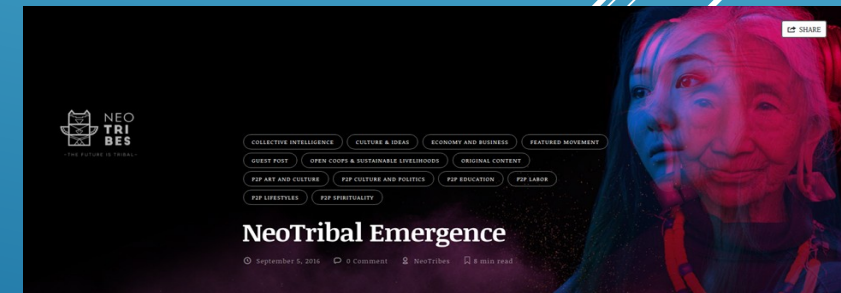 SHARE
NEO
TRI
BES
•THE FUTURE IS TRIBAL•
COLLECTIVE INTELLIGENCE CULTURE & IDEAS ECONOMY AND BUSINESS FEATURED MOVEMENT
GUEST POST OPEN COOPS & SUSTAINABLE LIVELIHOODS ORIGINAL CONTENT
P2P ART AND CULTURE P2P CULTURE AND POLITICS P2P EDUCATION P2P LABOR
P2P LIFESTYLES P2P SPIRITUALITY
NeoTribal Emergence
September 5, 2016 0 Comment NeoTribes 8 min read